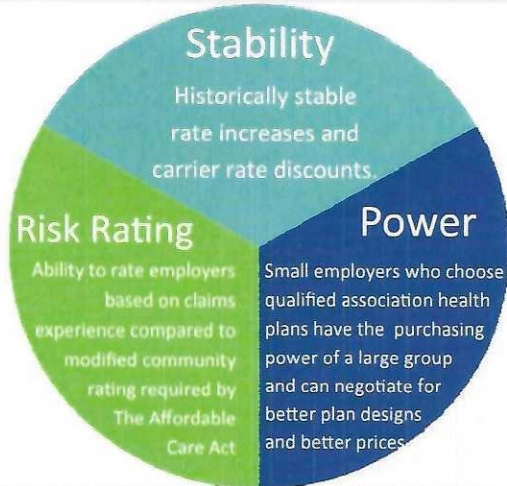 Stability
Historically stable
rate increases and
carrier rate discounts.
Risk Rating
Ability to rate employers
based on claims
experience compared to
modified community
rating required by
The Affordable
Care Act
Power
Small employers who choose
qualified association health
plans have the purchasing
power of a large group
and can negotiate for
better plan designs
and better prices.